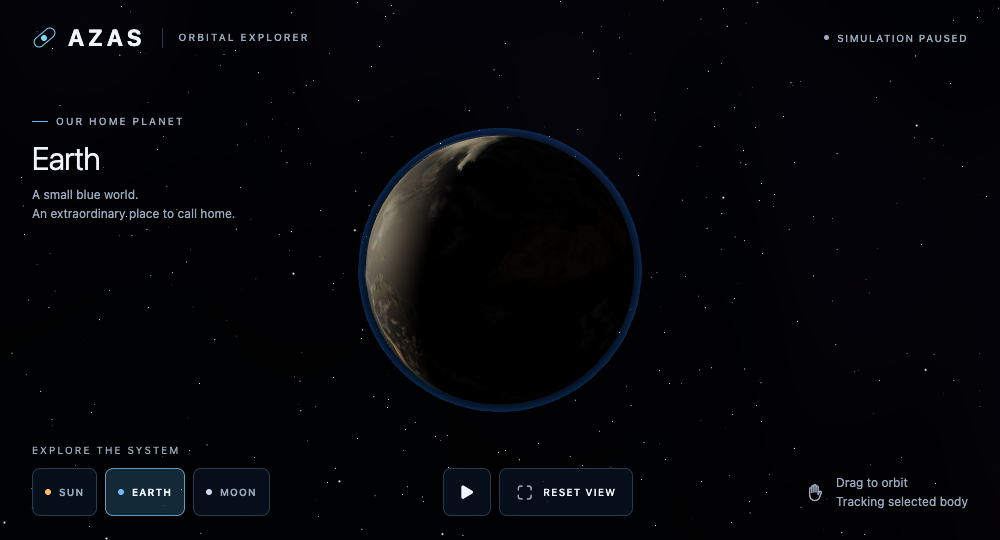 AZAS
ORBITAL EXPLORER
SIMULATION PAUSED
OUR HOME PLANET
Earth
A small blue world.
An extraordinary place to call home.
EXPLORE THE SYSTEM
SUN
EARTH
MOON
RESET VIEW
Drag to orbit
Tracking selected body